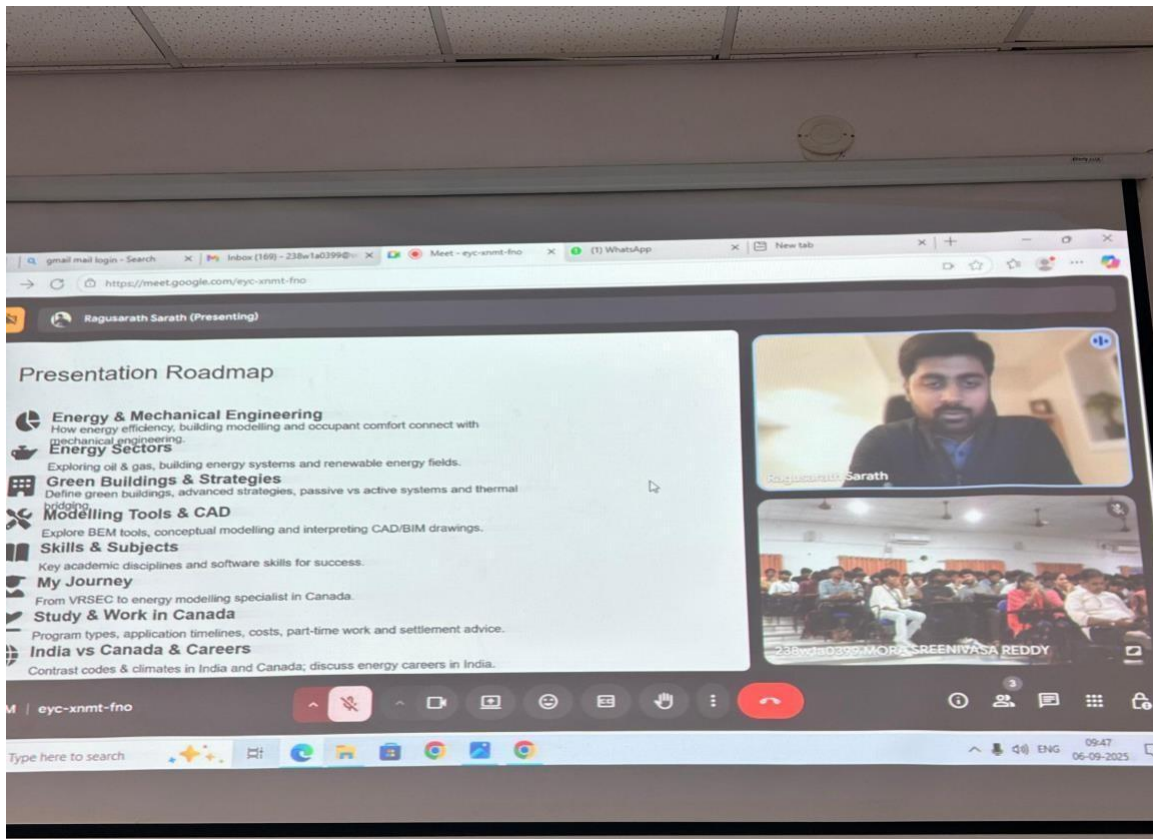 gmail mail login - Search
Inbox (169) - 238w1a0399@
Meet - eyc-xnmt-fno
(1) WhatsApp
New tab
https://meet.google.com/eyc-xnmt-fno
Ragusarath Sarath (Presenting)
Presentation Roadmap
Energy & Mechanical Engineering
How energy efficiency, building modelling and occupant comfort connect with
mechanical engineering.
Energy Sectors
Exploring oil & gas, building energy systems and renewable energy fields.
Green Buildings & Strategies
Define green buildings, advanced strategies, passive vs active systems and thermal
bridging.
Modelling Tools & CAD
Explore BEM tools, conceptual modelling and interpreting CAD/BIM drawings.
Skills & Subjects
Key academic disciplines and software skills for success.
My Journey
From VRSEC to energy modelling specialist in Canada.
Study & Work in Canada
Program types, application timelines, costs, part-time work and settlement advice.
India vs Canada & Careers
Contrast codes & climates in India and Canada; discuss energy careers in India.
Ragusarath Sarath
238w1a0399 MORA SREENIVASA REDDY
M | eyc-xnmt-fno
3
Type here to search
ENG
09:47
06-09-2025